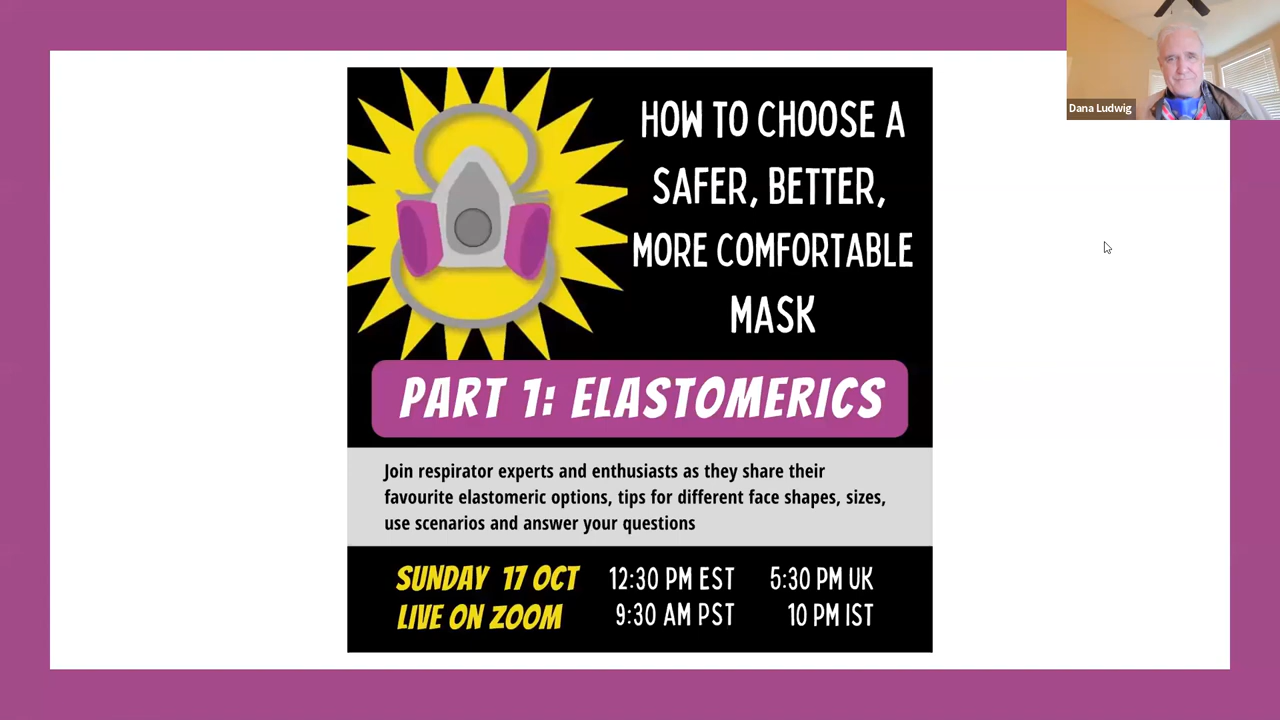 Dana Ludwig
HOW TO CHOOSE A
SAFER, BETTER,
MORE COMFORTABLE
MASK
PART 1: ELASTOMERICS
Join respirator experts and enthusiasts as they share their
favourite elastomeric options, tips for different face shapes, sizes,
use scenarios and answer your questions
SUNDAY 17 OCT 12:30 PM EST 5:30 PM UK
LIVE ON ZOOM 9:30 AM PST 10 PM IST